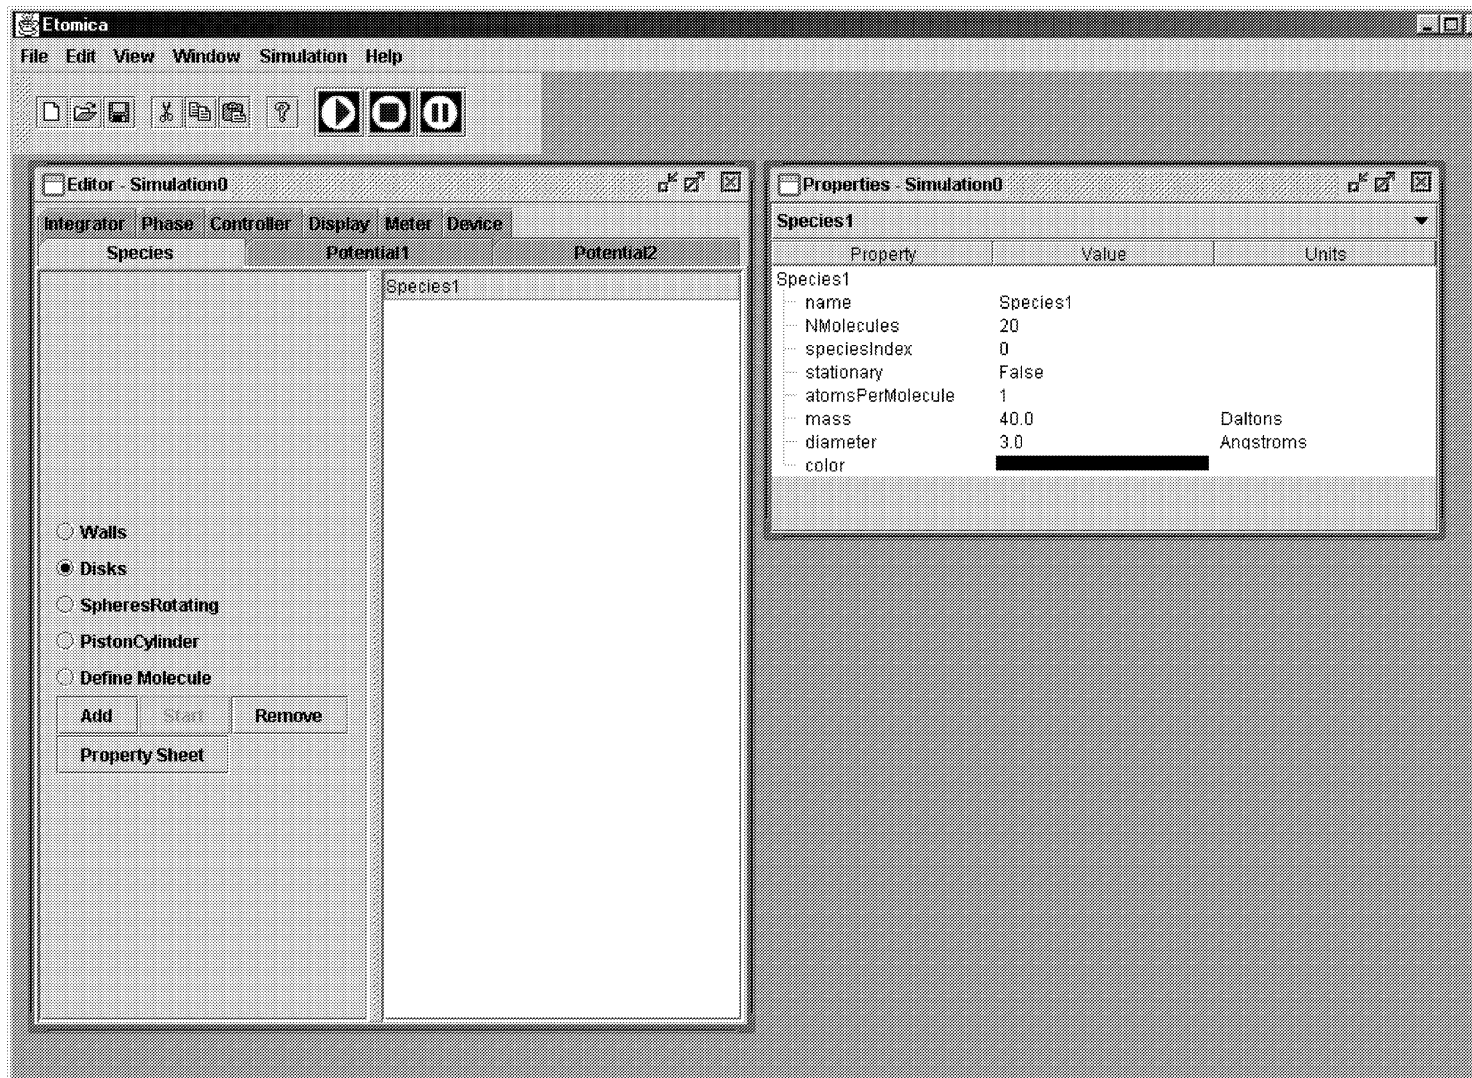 Etomica
File Edit View Window Simulation Help
Editor - Simulation0
Integrator Phase Controller Display Meter Device
Species Potential1 Potential2
Species1
Walls
Disks
SpheresRotating
PistonCylinder
Define Molecule
Add Start Remove
Property Sheet
Properties - Simulation0
Species1
Property Value Units
Species1
name Species1
NMolecules 20
speciesIndex 0
stationary False
atomsPerMolecule 1
mass 40.0 Daltons
diameter 3.0 Angstroms
color